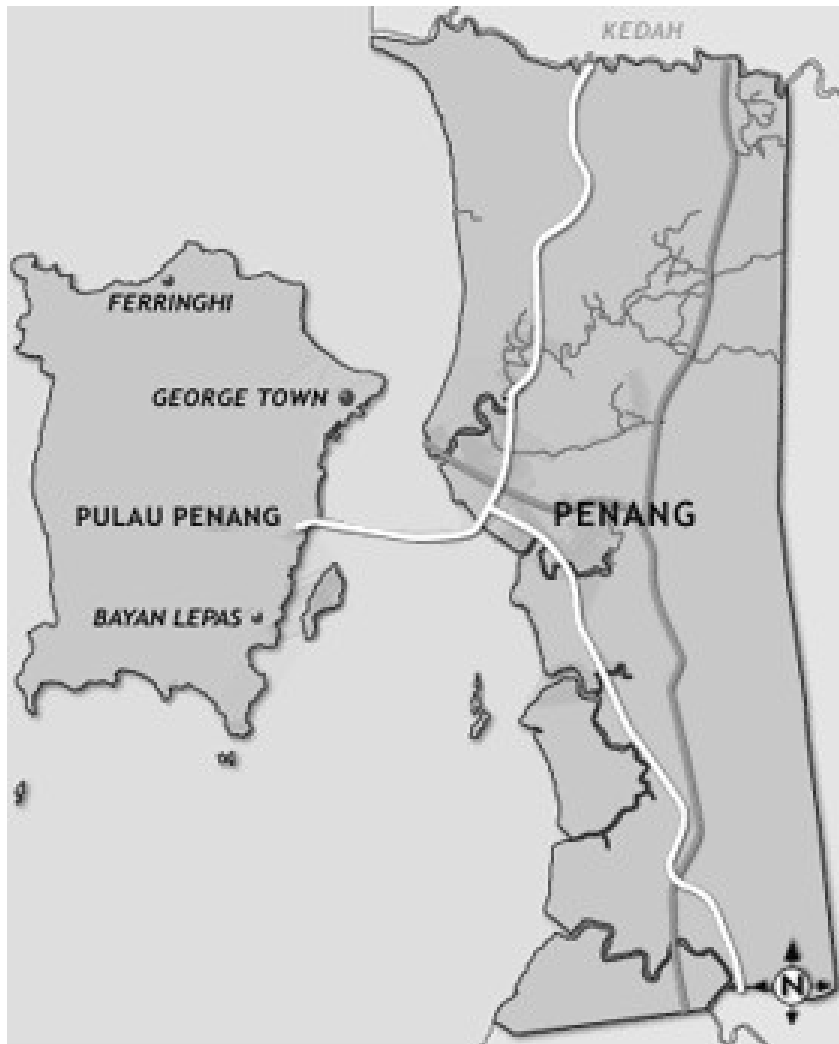 KEDAH
FERRINGHI
GEORGE TOWN
PULAU PENANG
PENANG
BAYAN LEPAS
N